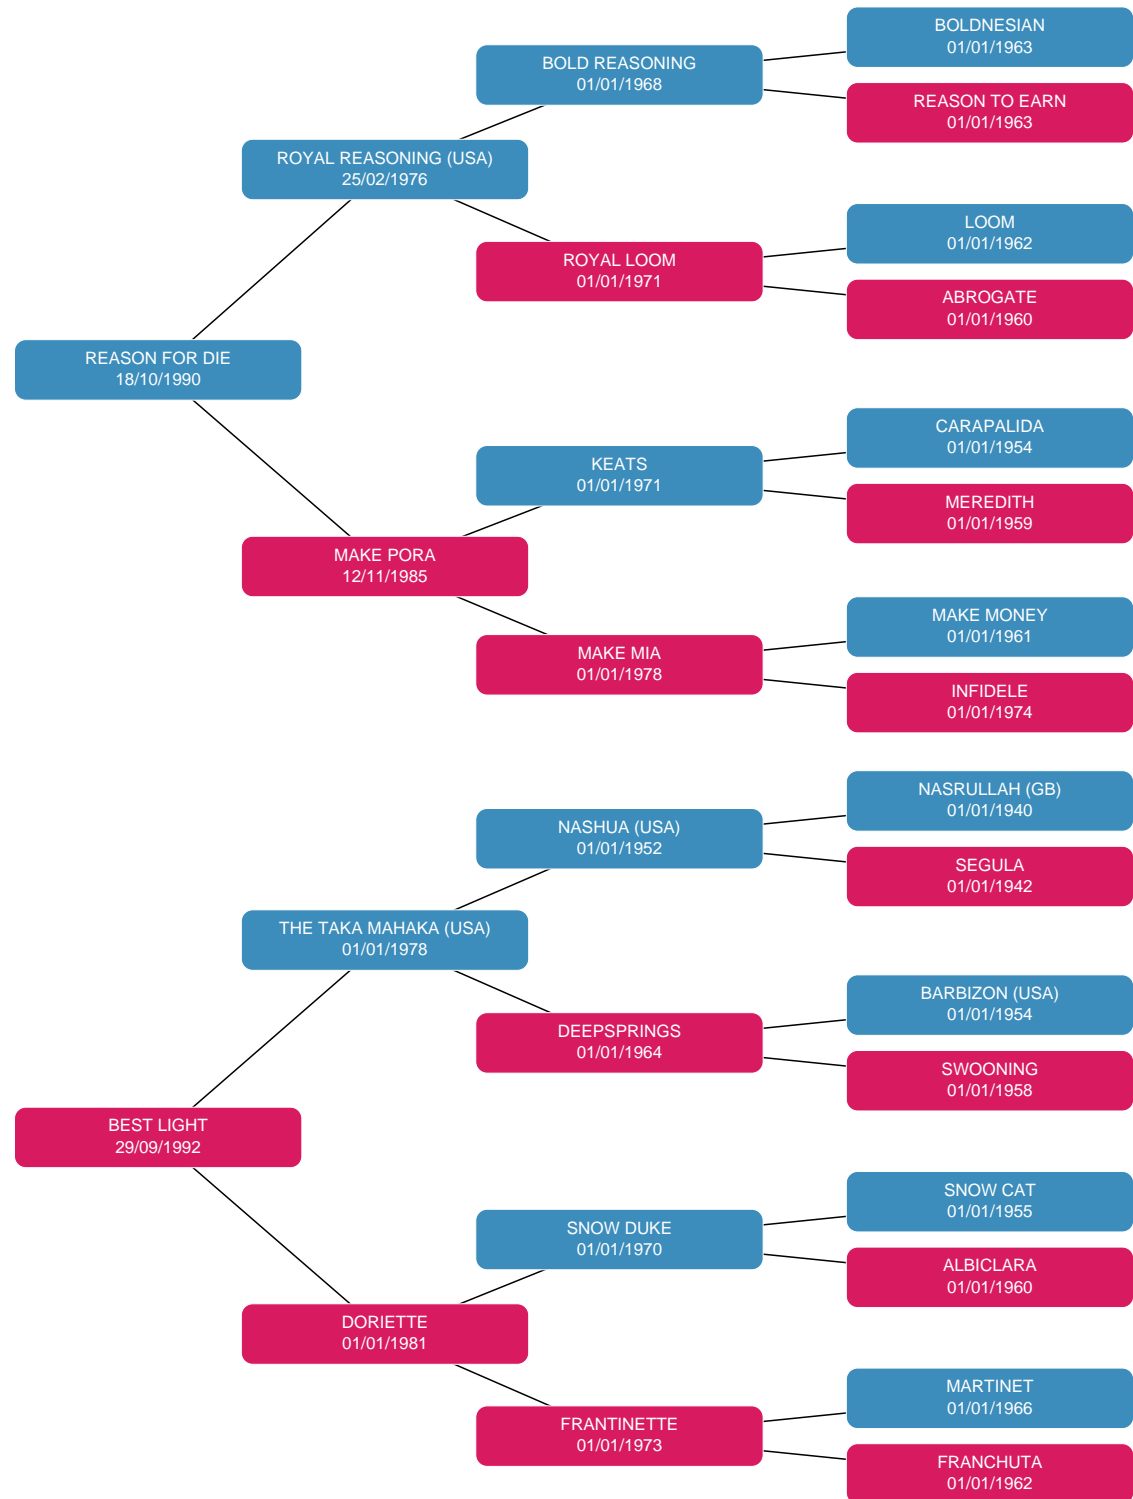 BOLDNESIAN
01/01/1963
BOLD REASONING
01/01/1968
REASON TO EARN
01/01/1963
ROYAL REASONING (USA)
25/02/1976
LOOM
01/01/1962
ROYAL LOOM
01/01/1971
ABROGATE
01/01/1960
REASON FOR DIE
18/10/1990
CARAPALIDA
01/01/1954
KEATS
01/01/1971
MEREDITH
01/01/1959
MAKE PORA
12/11/1985
MAKE MONEY
01/01/1961
MAKE MIA
01/01/1978
INFIDELE
01/01/1974
NASRULLAH (GB)
01/01/1940
NASHUA (USA)
01/01/1952
SEGULA
01/01/1942
THE TAKA MAHAKA (USA)
01/01/1978
BARBIZON (USA)
01/01/1954
DEEPSPRINGS
01/01/1964
SWOONING
01/01/1958
BEST LIGHT
29/09/1992
SNOW CAT
01/01/1955
SNOW DUKE
01/01/1970
ALBICLARA
01/01/1960
DORIETTE
01/01/1981
MARTINET
01/01/1966
FRANTINETTE
01/01/1973
FRANCHUTA
01/01/1962